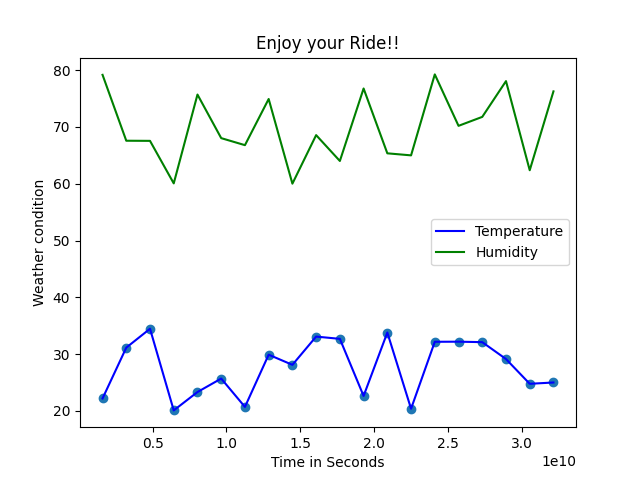 Enjoy your Ride!!
80
70
60
50
40
30
20
Weather condition
Temperature
Humidity
0.5 1.0 1.5 2.0 2.5 3.0
1e10
Time in Seconds